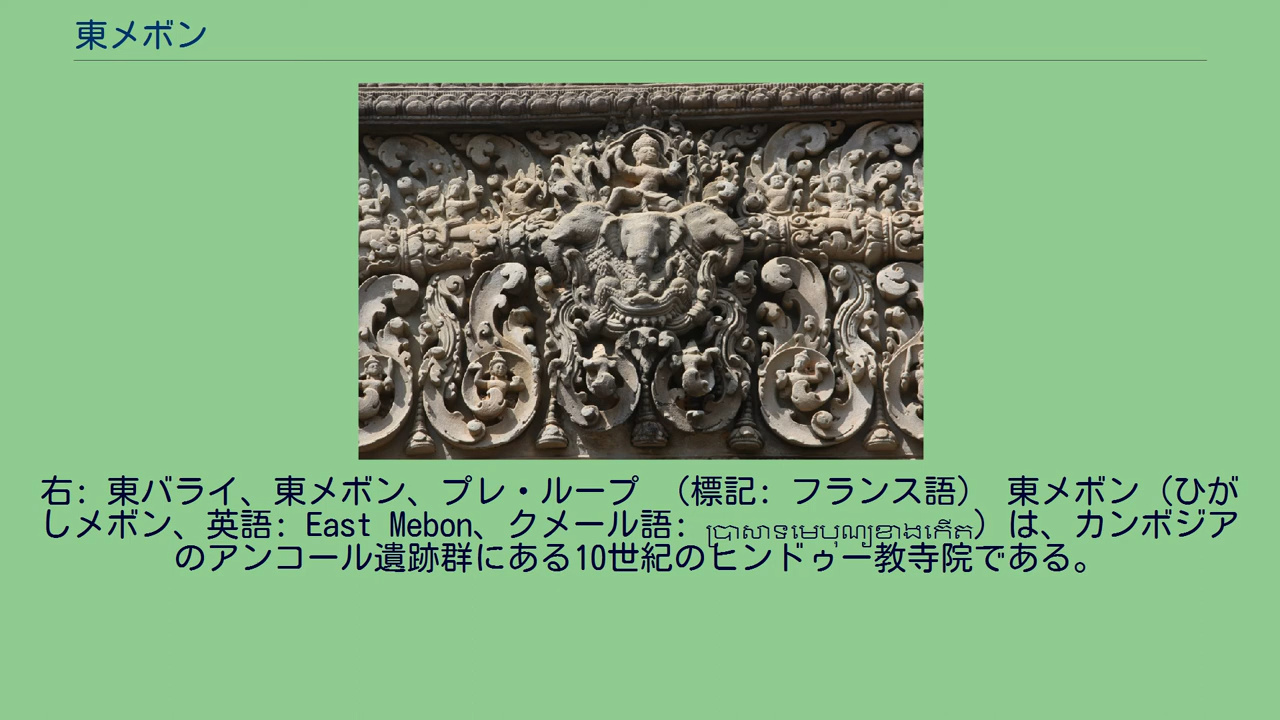 東メボン
右: 東バライ、東メボン、プレ・ループ （標記: フランス語） 東メボン（ひが
しメボン、英語: East Mebon、クメール語: ប្រាសាទមេបុណ្យខាងកើត）は、カンボジア
のアンコール遺跡群にある10世紀のヒンドゥー教寺院である。